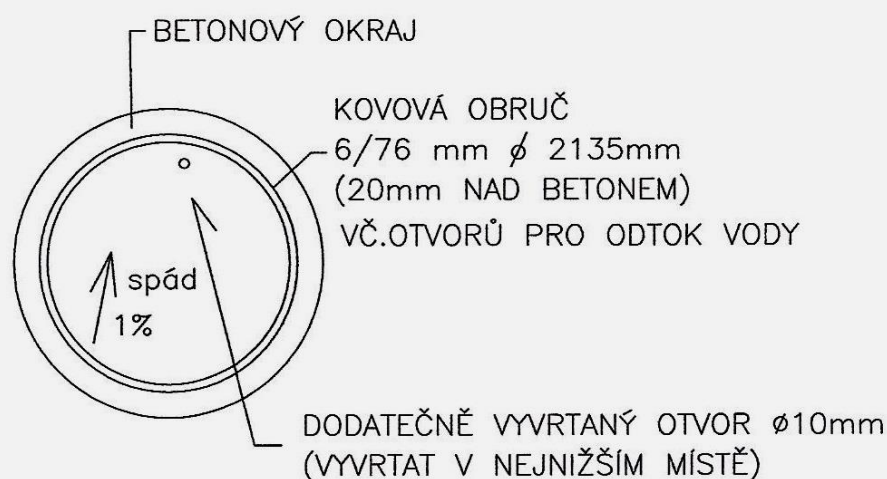 BETONOVÝ OKRAJ
KOVOVÁ OBRUČ
6/76 mm ϕ 2135mm
(20mm NAD BETONEM)
VČ.OTVORŮ PRO ODTOK VODY
spád
1%
DODATEČNĚ VYVRTANÝ OTVOR ø10mm
(VYVRTAT V NEJNIŽŠÍM MÍSTĚ)